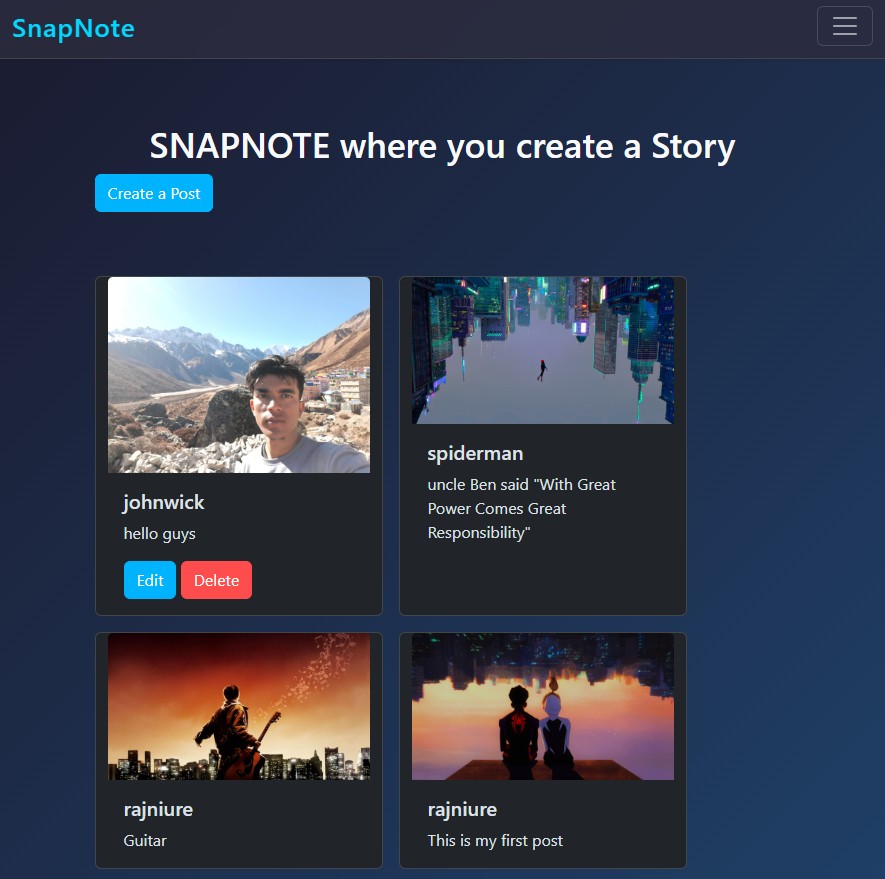 SnapNote
SNAPNOTE where you create a Story
Create a Post
johnwick
hello guys
Edit Delete
spiderman
uncle Ben said "With Great
Power Comes Great
Responsibility"
rajniure
Guitar
rajniure
This is my first post